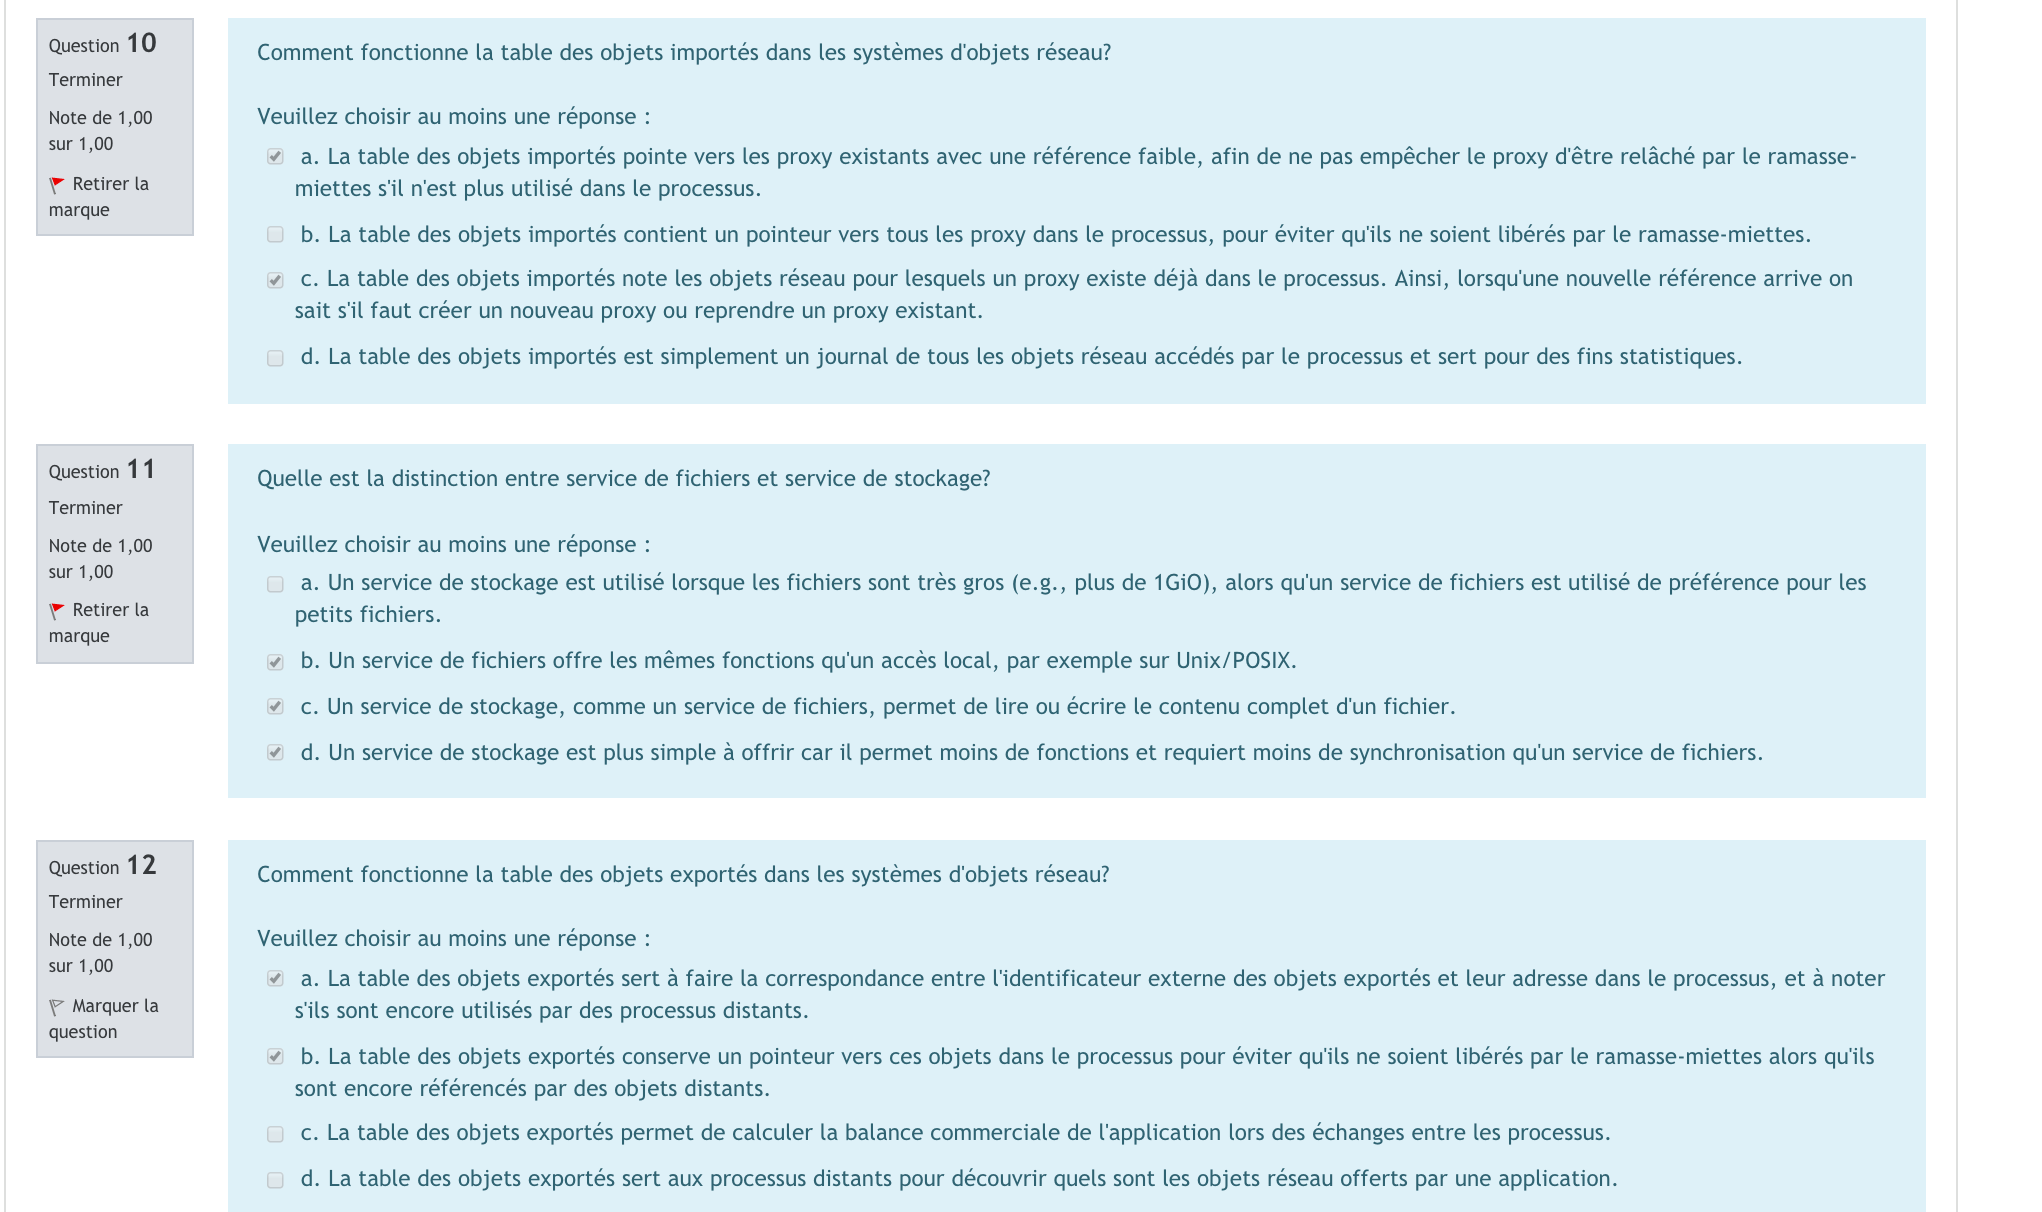 Question 10
Terminer
Note de 1,00
sur 1,00
Retirer la
marque
Comment fonctionne la table des objets importés dans les systèmes d'objets réseau?
Veuillez choisir au moins une réponse :
a. La table des objets importés pointe vers les proxy existants avec une référence faible, afin de ne pas empêcher le proxy d'être relâché par le ramasse-
miettes s'il n'est plus utilisé dans le processus.
b. La table des objets importés contient un pointeur vers tous les proxy dans le processus, pour éviter qu'ils ne soient libérés par le ramasse-miettes.
c. La table des objets importés note les objets réseau pour lesquels un proxy existe déjà dans le processus. Ainsi, lorsqu'une nouvelle référence arrive on
sait s'il faut créer un nouveau proxy ou reprendre un proxy existant.
d. La table des objets importés est simplement un journal de tous les objets réseau accédés par le processus et sert pour des fins statistiques.
Question 11
Terminer
Note de 1,00
sur 1,00
Retirer la
marque
Quelle est la distinction entre service de fichiers et service de stockage?
Veuillez choisir au moins une réponse :
a. Un service de stockage est utilisé lorsque les fichiers sont très gros (e.g., plus de 1GiO), alors qu'un service de fichiers est utilisé de préférence pour les
petits fichiers.
b. Un service de fichiers offre les mêmes fonctions qu'un accès local, par exemple sur Unix/POSIX.
c. Un service de stockage, comme un service de fichiers, permet de lire ou écrire le contenu complet d'un fichier.
d. Un service de stockage est plus simple à offrir car il permet moins de fonctions et requiert moins de synchronisation qu'un service de fichiers.
Question 12
Terminer
Note de 1,00
sur 1,00
Marquer la
question
Comment fonctionne la table des objets exportés dans les systèmes d'objets réseau?
Veuillez choisir au moins une réponse :
a. La table des objets exportés sert à faire la correspondance entre l'identificateur externe des objets exportés et leur adresse dans le processus, et à noter
s'ils sont encore utilisés par des processus distants.
b. La table des objets exportés conserve un pointeur vers ces objets dans le processus pour éviter qu'ils ne soient libérés par le ramasse-miettes alors qu'ils
sont encore référencés par des objets distants.
c. La table des objets exportés permet de calculer la balance commerciale de l'application lors des échanges entre les processus.
d. La table des objets exportés sert aux processus distants pour découvrir quels sont les objets réseau offerts par une application.